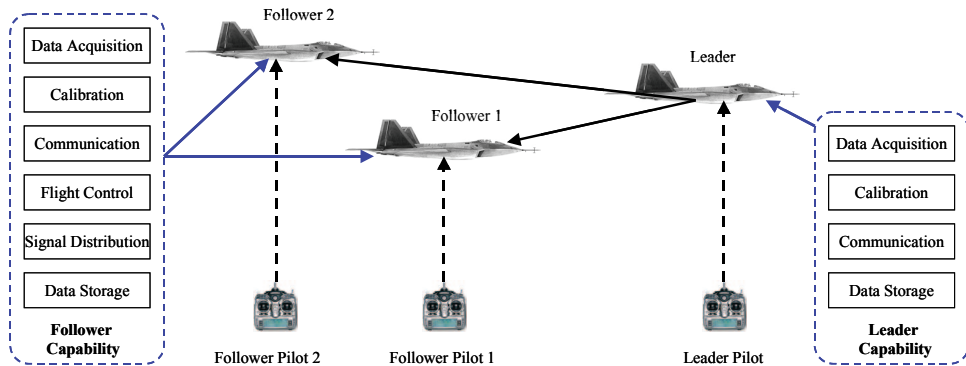 Follower 2
Data Acquisition
Calibration
Communication
Flight Control
Signal Distribution
Data Storage
Follower
Capability
Follower 1
Leader
Data Acquisition
Calibration
Communication
Data Storage
Leader
Capability
Follower Pilot 2
Follower Pilot 1
Leader Pilot